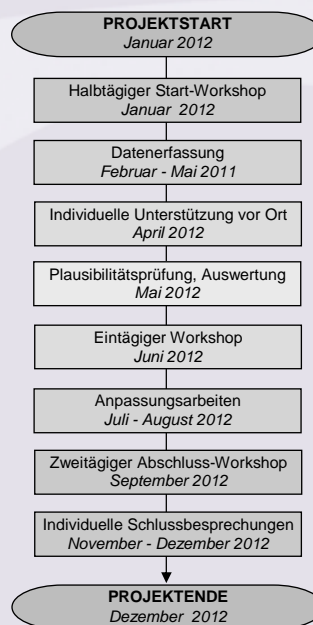 PROJEKTSTART
Januar 2012
Halbtägiger Start-Workshop
Januar 2012
Datenerfassung
Februar - Mai 2011
Individuelle Unterstützung vor Ort
April 2012
Plausibilitätsprüfung, Auswertung
Mai 2012
Eintägiger Workshop
Juni 2012
Anpassungsarbeiten
Juli - August 2012
Zweitägiger Abschluss-Workshop
September 2012
Individuelle Schlussbesprechungen
November - Dezember 2012
PROJEKTENDE
Dezember 2012